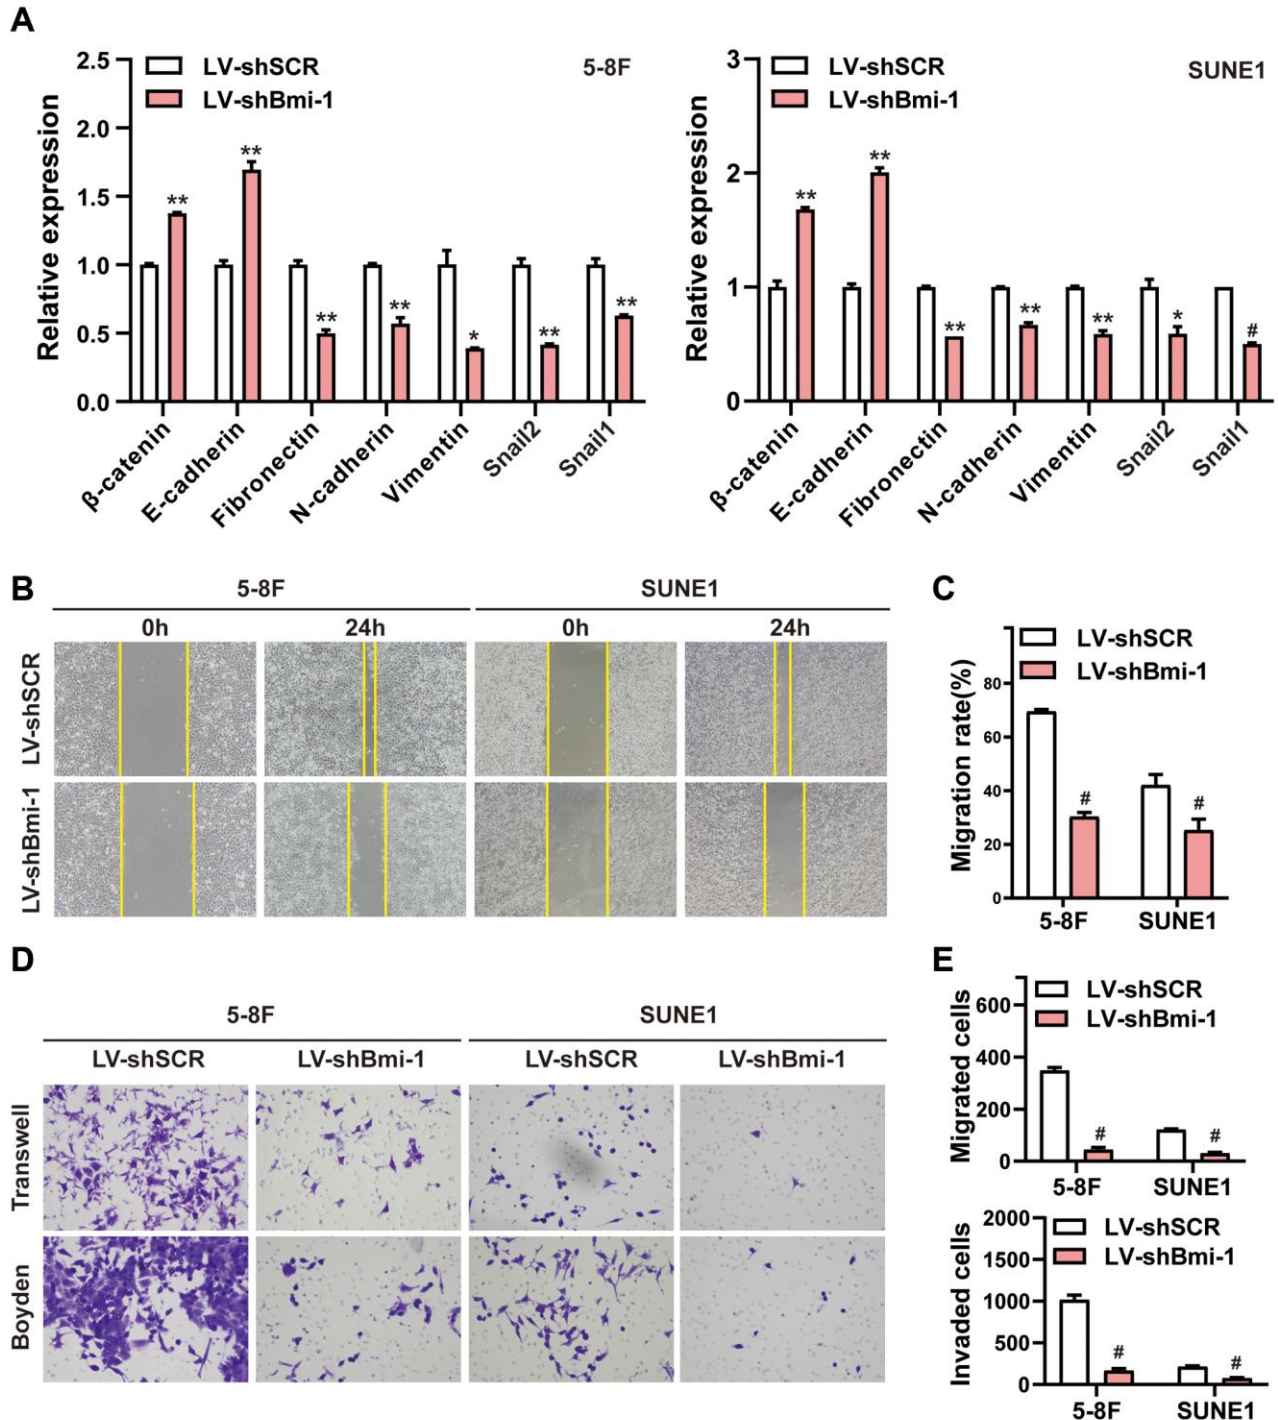 A
2.5
2.0
1.5
1.0
0.5
0.0
Relative expression
LV-shSCR
LV-shBmi-1
5-8F
**
**
**
**
*
**
**
β-catenin
E-cadherin
Fibronectin
N-cadherin
Vimentin
Snail2
Snail1
3
2
1
0
Relative expression
LV-shSCR
LV-shBmi-1
SUNE1
**
**
**
**
**
*
#
β-catenin
E-cadherin
Fibronectin
N-cadherin
Vimentin
Snail2
Snail1
B
5-8F
SUNE1
0h
24h
0h
24h
LV-shSCR
LV-shBmi-1
C
LV-shSCR
LV-shBmi-1
Migration rate(%)
80
60
40
20
0
#
#
5-8F
SUNE1
D
5-8F
SUNE1
LV-shSCR
LV-shBmi-1
LV-shSCR
LV-shBmi-1
Transwell
Boyden
E
LV-shSCR
LV-shBmi-1
Migrated cells
600
400
200
0
#
#
5-8F
SUNE1
LV-shSCR
LV-shBmi-1
Invaded cells
2000
1500
1000
500
0
#
#
5-8F
SUNE1